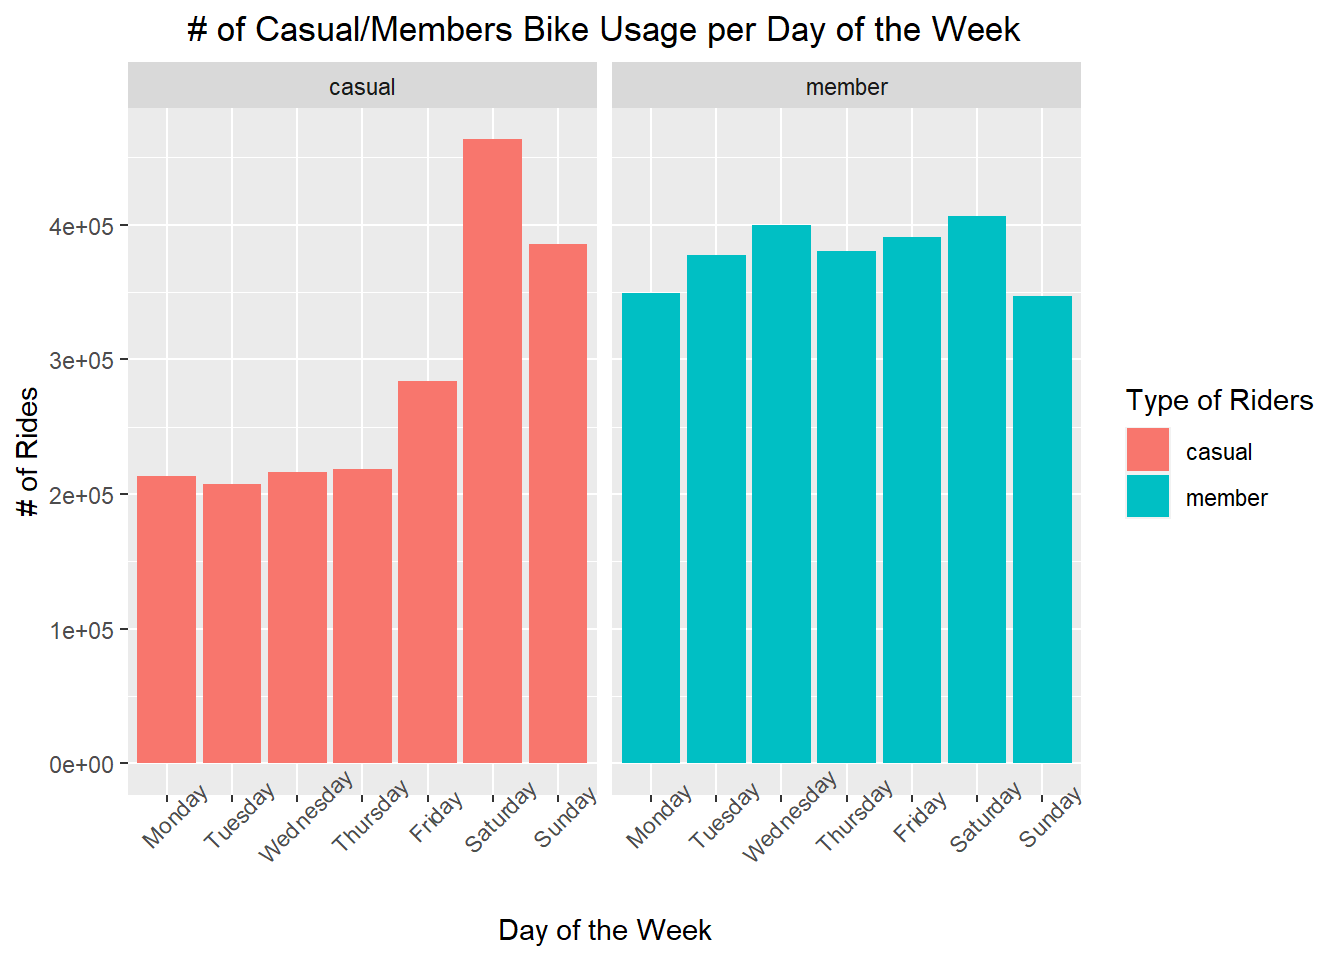 # of Casual/Members Bike Usage per Day of the Week
casual
member
4e+05
3e+05
2e+05
1e+05
0e+00
# of Rides
Monday
Tuesday
Wednesday
Thursday
Friday
Saturday
Sunday
Monday
Tuesday
Wednesday
Thursday
Friday
Saturday
Sunday
Day of the Week
Type of Riders
casual
member